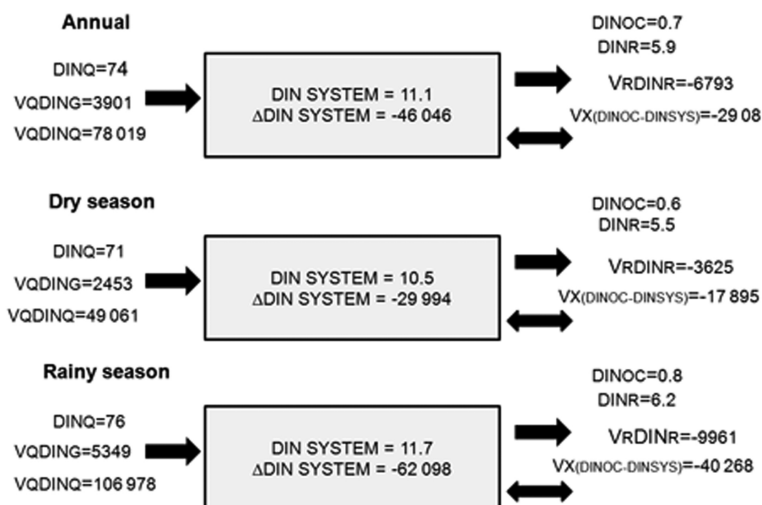 Annual
DINQ=74
VQDING=3901
VQDINQ=78 019
DIN SYSTEM = 11.1
ΔDIN SYSTEM = -46 046
DINOC=0.7
DINR=5.9
VRDINR=-6793
VX(DINOC-DINSYS)=-29 08
Dry season
DINQ=71
VQDING=2453
VQDINQ=49 061
DIN SYSTEM = 10.5
ΔDIN SYSTEM = -29 994
DINOC=0.6
DINR=5.5
VRDINR=-3625
VX(DINOC-DINSYS)=-17 895
Rainy season
DINQ=76
VQDING=5349
VQDINQ=106 978
DIN SYSTEM = 11.7
ΔDIN SYSTEM = -62 098
DINOC=0.8
DINR=6.2
VRDINR=-9961
VX(DINOC-DINSYS)=-40 268